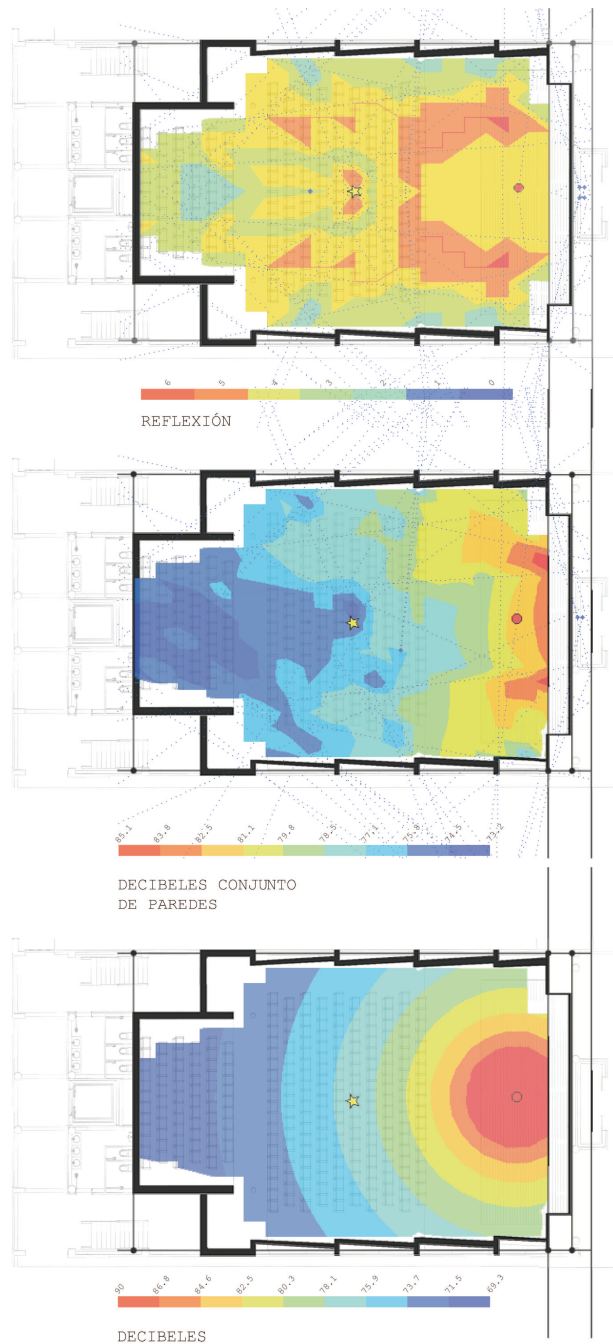 6 5 4 3 2 1 0
REFLEXIÓN
85.1 83.8 82.5 81.1 79.8 78.5 77.1 75.8 74.5 73.2
DECIBELES CONJUNTO
DE PAREDES
90 86.8 84.6 82.5 80.3 78.1 75.9 73.7 71.5 69.3
DECIBELES